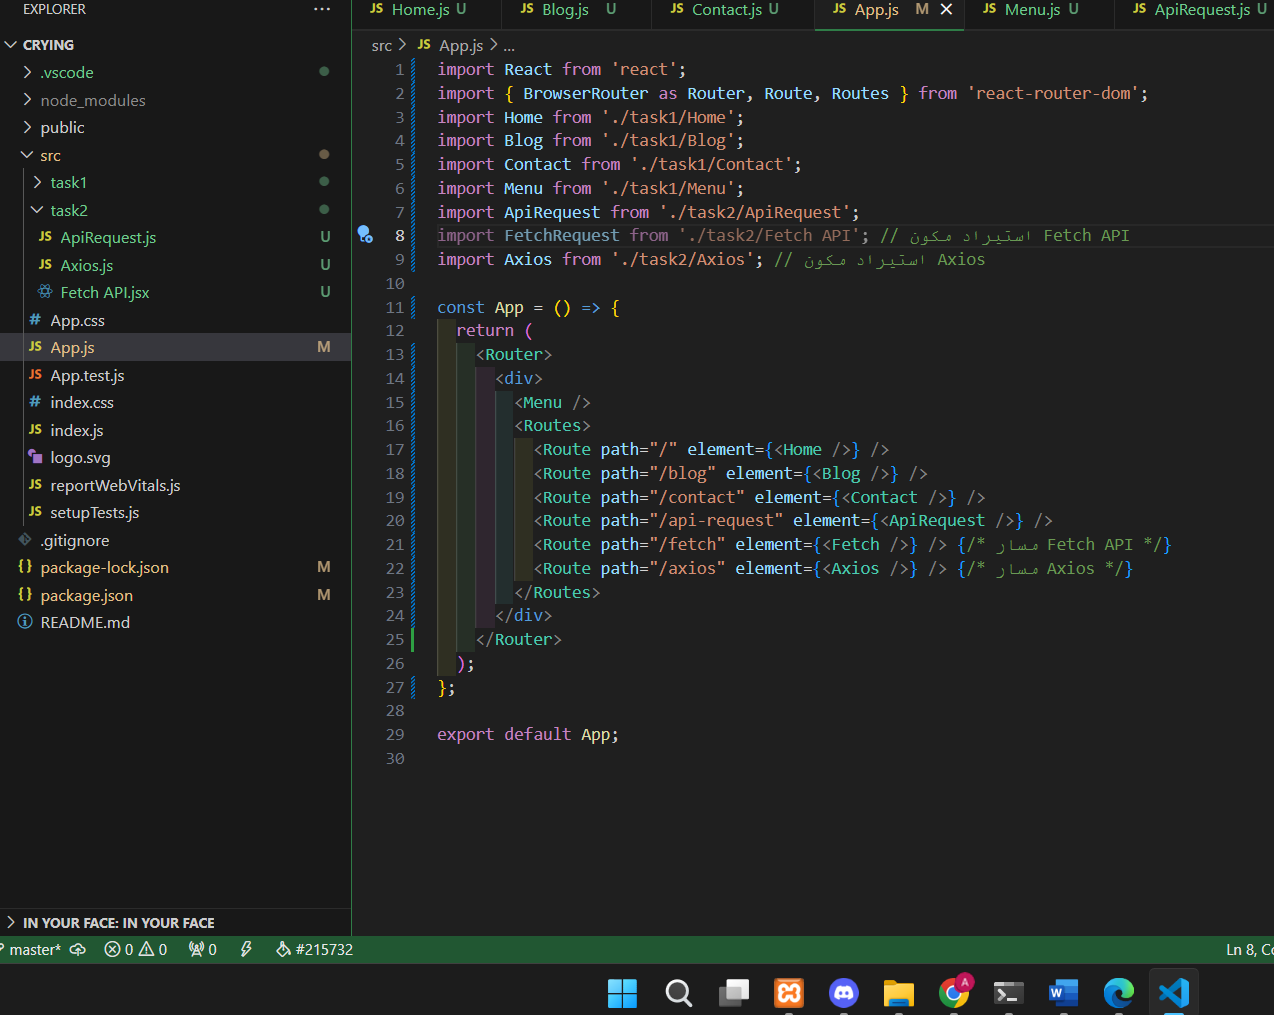 EXPLORER
...
CRYING
.vscode
node_modules
public
src
task1
task2
JS ApiRequest.js U
JS Axios.js U
Fetch API.jsx U
# App.css
JS App.js M
JS App.test.js
# index.css
JS index.js
logo.svg
JS reportWebVitals.js
JS setupTests.js
.gitignore
{} package-lock.json M
{} package.json M
README.md
IN YOUR FACE: IN YOUR FACE
JS Home.js U
JS Blog.js U
JS Contact.js U
JS App.js M
JS Menu.js U
JS ApiRequest.js U
src > JS App.js > ...
1 import React from 'react';
2 import { BrowserRouter as Router, Route, Routes } from 'react-router-dom';
3 import Home from './task1/Home';
4 import Blog from './task1/Blog';
5 import Contact from './task1/Contact';
6 import Menu from './task1/Menu';
7 import ApiRequest from './task2/ApiRequest';
8 import FetchRequest from './task2/Fetch API'; // استيراد مكون Fetch API
9 import Axios from './task2/Axios'; // استيراد مكون Axios
10
11 const App = () => {
12 return (
13 <Router>
14 <div>
15 <Menu />
16 <Routes>
17 <Route path="/" element={<Home />} />
18 <Route path="/blog" element={<Blog />} />
19 <Route path="/contact" element={<Contact />} />
20 <Route path="/api-request" element={<ApiRequest />} />
21 <Route path="/fetch" element={<Fetch />} /> {/* مسار Fetch API */}
22 <Route path="/axios" element={<Axios />} /> {/* مسار Axios */}
23 </Routes>
24 </div>
25 </Router>
26 );
27 };
28
29 export default App;
30
master* 0 0 0 #215732
Ln 8, Co
A
W